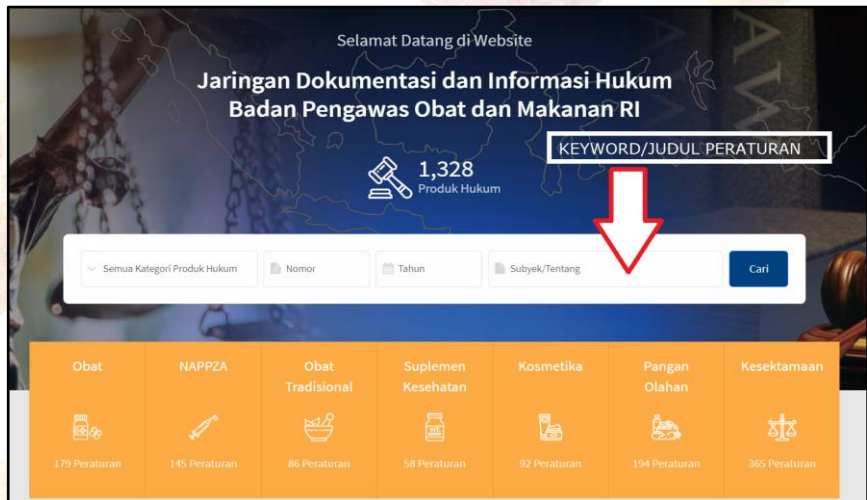 Selamat Datang di Website
Jaringan Dokumentasi dan Informasi Hukum
Badan Pengawas Obat dan Makanan RI
KEYWORD/JUDUL PERATURAN
1,328
Produk Hukum
Semua Kategori Produk Hukum
Nomor
Tahun
Subyek/Tentang
Cari
Obat
NAPPZA
Obat
Tradisional
Suplemen
Kesehatan
Kosmetika
Pangan
Olahan
Kesektamaan
179 Peraturan
145 Peraturan
86 Peraturan
58 Peraturan
92 Peraturan
194 Peraturan
365 Peraturan